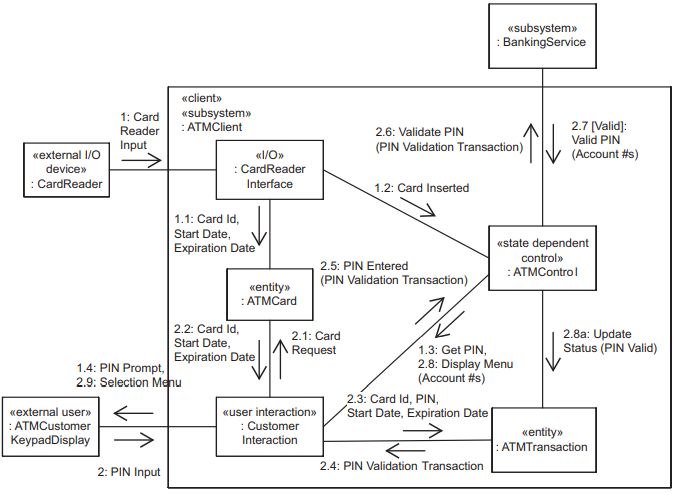 «subsystem»
: BankingService
«client»
«subsystem»
: ATMClient
1: Card
Reader
Input
2.6: Validate PIN
(PIN Validation Transaction)
2.7 [Valid]:
Valid PIN
(Account #s)
«external I/O
device»
: CardReader
«I/O»
: CardReader
Interface
1.2: Card Inserted
1.1: Card Id,
Start Date,
Expiration Date
«state dependent
control»
: ATMControl
2.5: PIN Entered
(PIN Validation Transaction)
«entity»
: ATMCard
2.2: Card Id,
Start Date,
Expiration Date
2.1: Card
Request
2.8a: Update
Status (PIN Valid)
1.3: Get PIN,
2.8: Display Menu
(Account #s)
1.4: PIN Prompt,
2.9: Selection Menu
2.3: Card Id, PIN,
Start Date, Expiration Date
«external user»
: ATMCustomer
KeypadDisplay
«user interaction»
: Customer
Interaction
«entity»
: ATMTransaction
2: PIN Input
2.4: PIN Validation Transaction